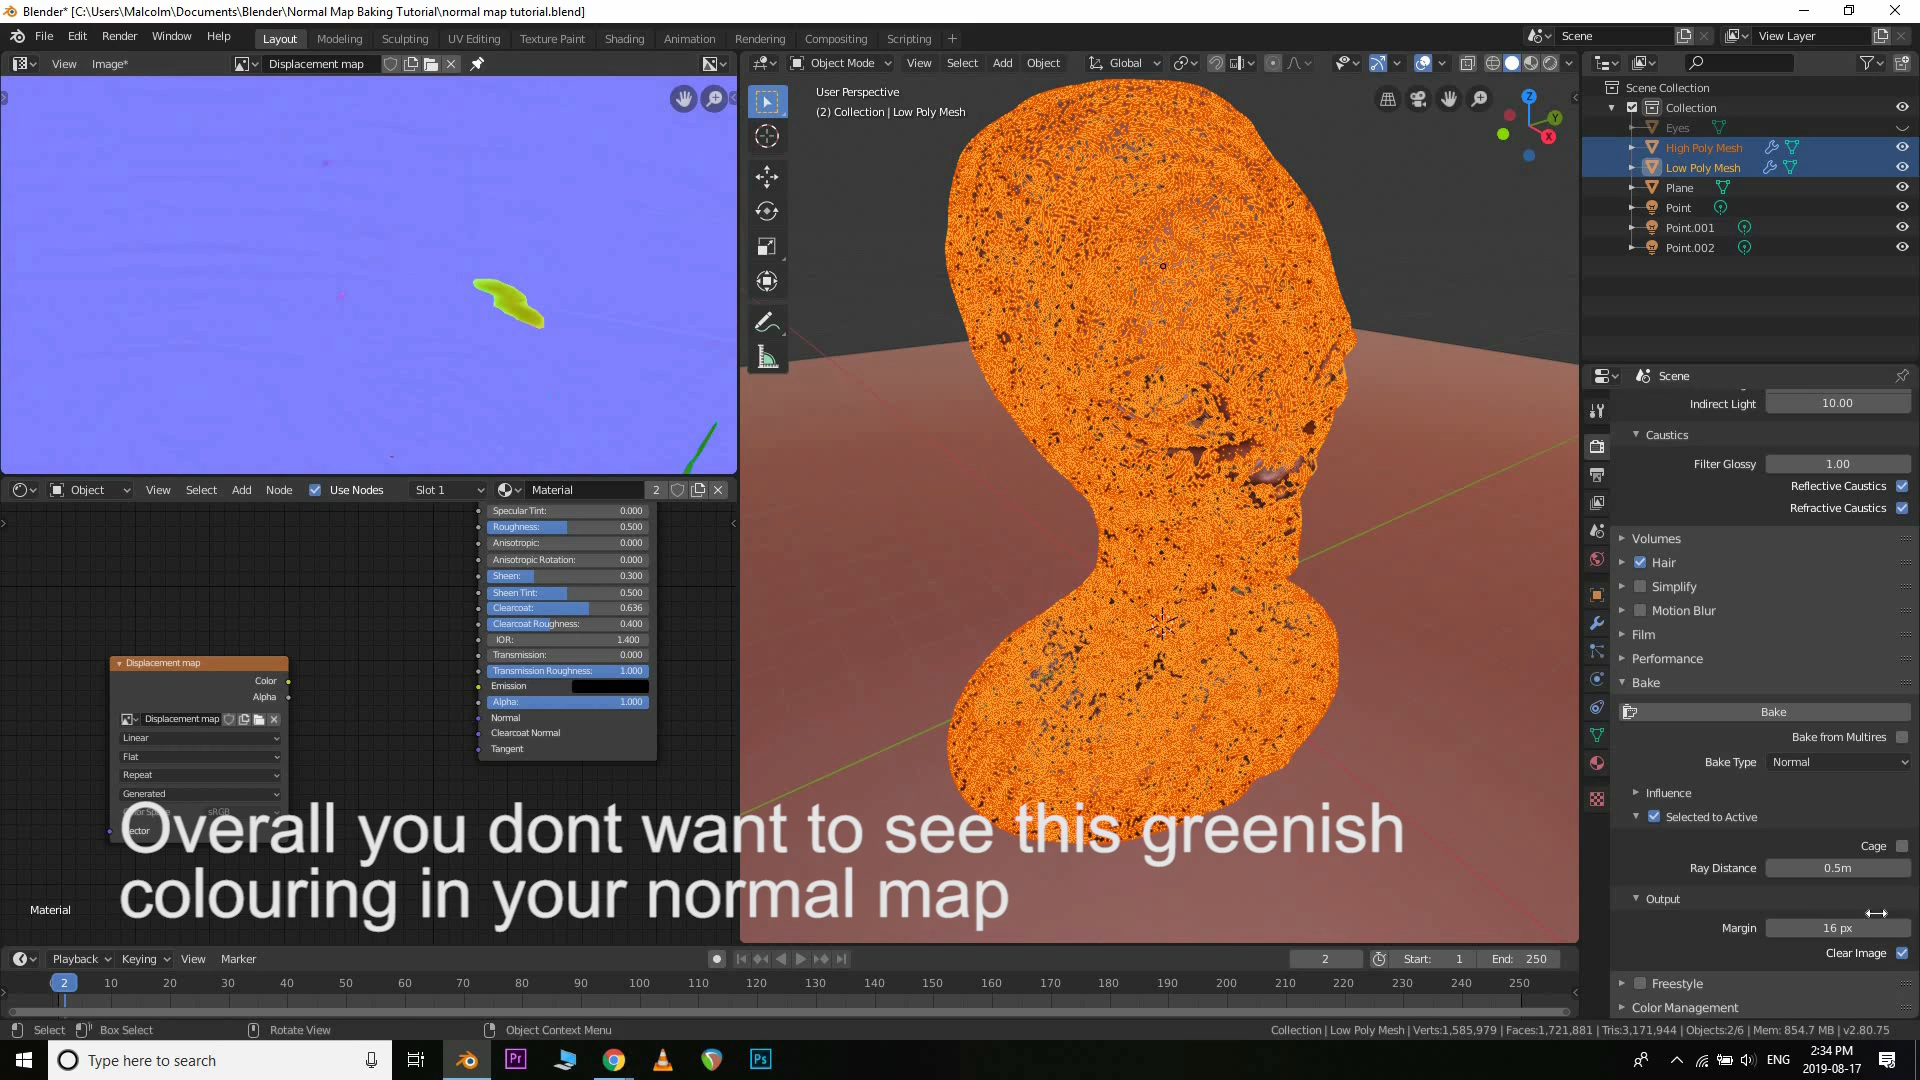 Blender* [C:\Users\Malcolm\Documents\Blender\Normal Map Baking Tutorial\normal map tutorial.blend]
File Edit Render Window Help Layout Modeling Sculpting UV Editing Texture Paint Shading Animation Rendering Compositing Scripting + Scene View Layer
View Image* Displacement map
Object Mode View Select Add Object Global
User Perspective
(2) Collection | Low Poly Mesh
Z
Y
X
Scene Collection
Collection
Eyes
High Poly Mesh
Low Poly Mesh
Plane
Point
Point.001
Point.002
Scene
Indirect Light 10.00
Caustics
Filter Glossy 1.00
Reflective Caustics
Refractive Caustics
Volumes
Hair
Simplify
Motion Blur
Film
Performance
Bake
Bake
Bake from Multires
Bake Type Normal
Influence
Selected to Active
Cage
Ray Distance 0.5m
Output
Margin 16 px
Clear Image
Freestyle
Color Management
Object View Select Add Node Use Nodes Slot 1 Material 2
Specular Tint: 0.000
Roughness: 0.500
Anisotropic: 0.000
Anisotropic Rotation: 0.000
Sheen: 0.300
Sheen Tint: 0.500
Clearcoat: 0.636
Clearcoat Roughness: 0.400
IOR: 1.400
Transmission: 0.000
Transmission Roughness: 1.000
Emission
Alpha: 1.000
Normal
Clearcoat Normal
Tangent
Displacement map
Color
Alpha
Displacement map
Linear
Flat
Repeat
Generated
sRGB
Overall you dont want to see this greenish
colouring in your normal map
Material
Playback Keying View Marker 2 Start: 1 End: 250
2 10 20 30 40 50 60 70 80 90 100 110 120 130 140 150 160 170 180 190 200 210 220 230 240 250
Select Box Select Rotate View Object Context Menu Collection | Low Poly Mesh | Verts:1,585,979 | Faces:1,721,881 | Tris:3,171,944 | Objects:2/6 | Mem: 854.7 MB | v2.80.75
Type here to search Pr Ps ENG 2:34 PM
2019-08-17